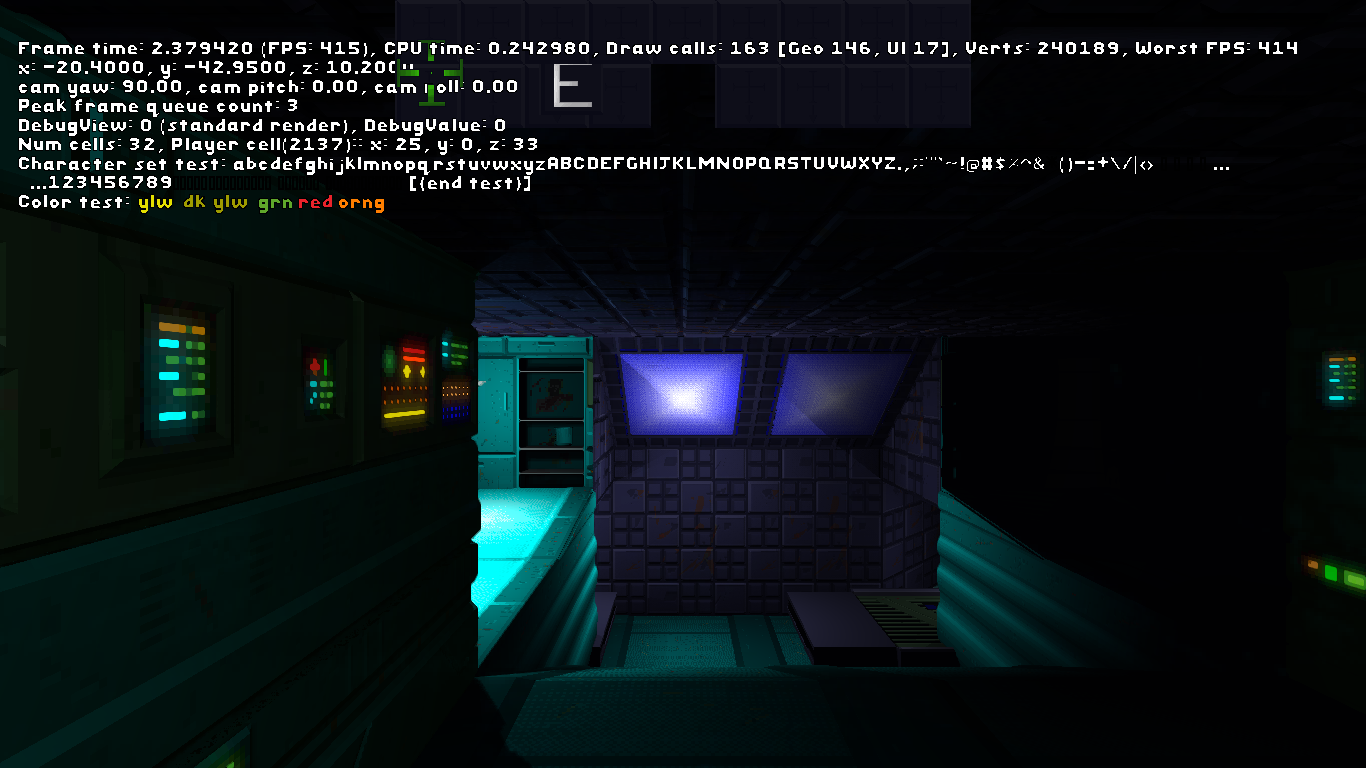 Frame time: 2.379420 (FPS: 415), CPU time: 0.242980, Draw calls: 163 [Geo 146, UI 17], Verts: 240189, Worst FPS: 414
x: -20.4000, y: -42.9500, z: 10.200
E
cam yaw: 90.00, cam pitch: 0.00, cam roll: 0.00
Peak frame queue count: 3
DebugView: 0 (standard render), DebugValue: 0
Num cells: 32, Player cell(2137):: x: 25, y: 0, z: 33
Character set test: abcdefghijklmnopqrstuvwxyzABCDEFGHIJKLMNOPQRSTUVWXYZ.,;:'"`~!@#$%^& ()-=+\/|<> ...
...123456789 [{end test}]
Color test: ylw dk ylw grn red orng